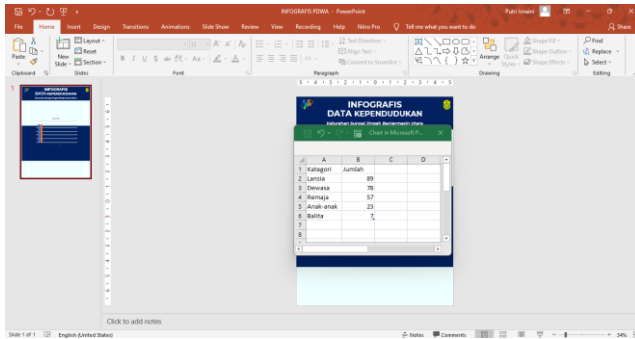 INFOGRAFIS PDWA - PowerPoint
Putri Isnaini
File Home Insert Design Transitions Animations Slide Show Review View Recording Help Nitro Pro Tell me what you want to do Share
Paste
New Slide
Layout
Reset
Section
Text Direction
Align Text
Convert to SmartArt
Arrange
Quick Styles
Shape Fill
Shape Outline
Shape Effects
Find
Replace
Select
Clipboard Slides Font Paragraph Drawing Editing
1
INFOGRAFIS
DATA KEPENDUDUKAN
INFOGRAFIS
DATA KEPENDUDUKAN
Chart in Microsoft P...
A B C D
1 Kategori Jumlah
2 Lansia 89
3 Dewasa 78
4 Remaja 57
5 Anak-anak 23
6 Balita 7
7
8
Click to add notes
Slide 1 of 1 English (United States) Notes Comments 34%